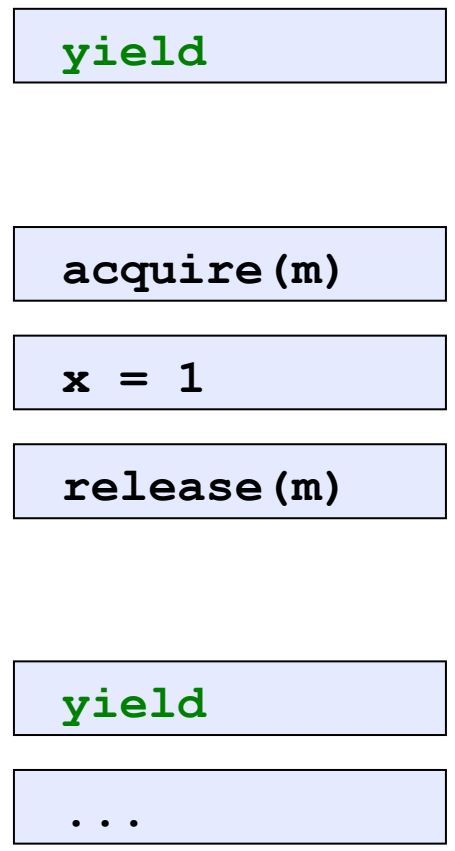 yield
acquire(m)
x = 1
release(m)
yield
...